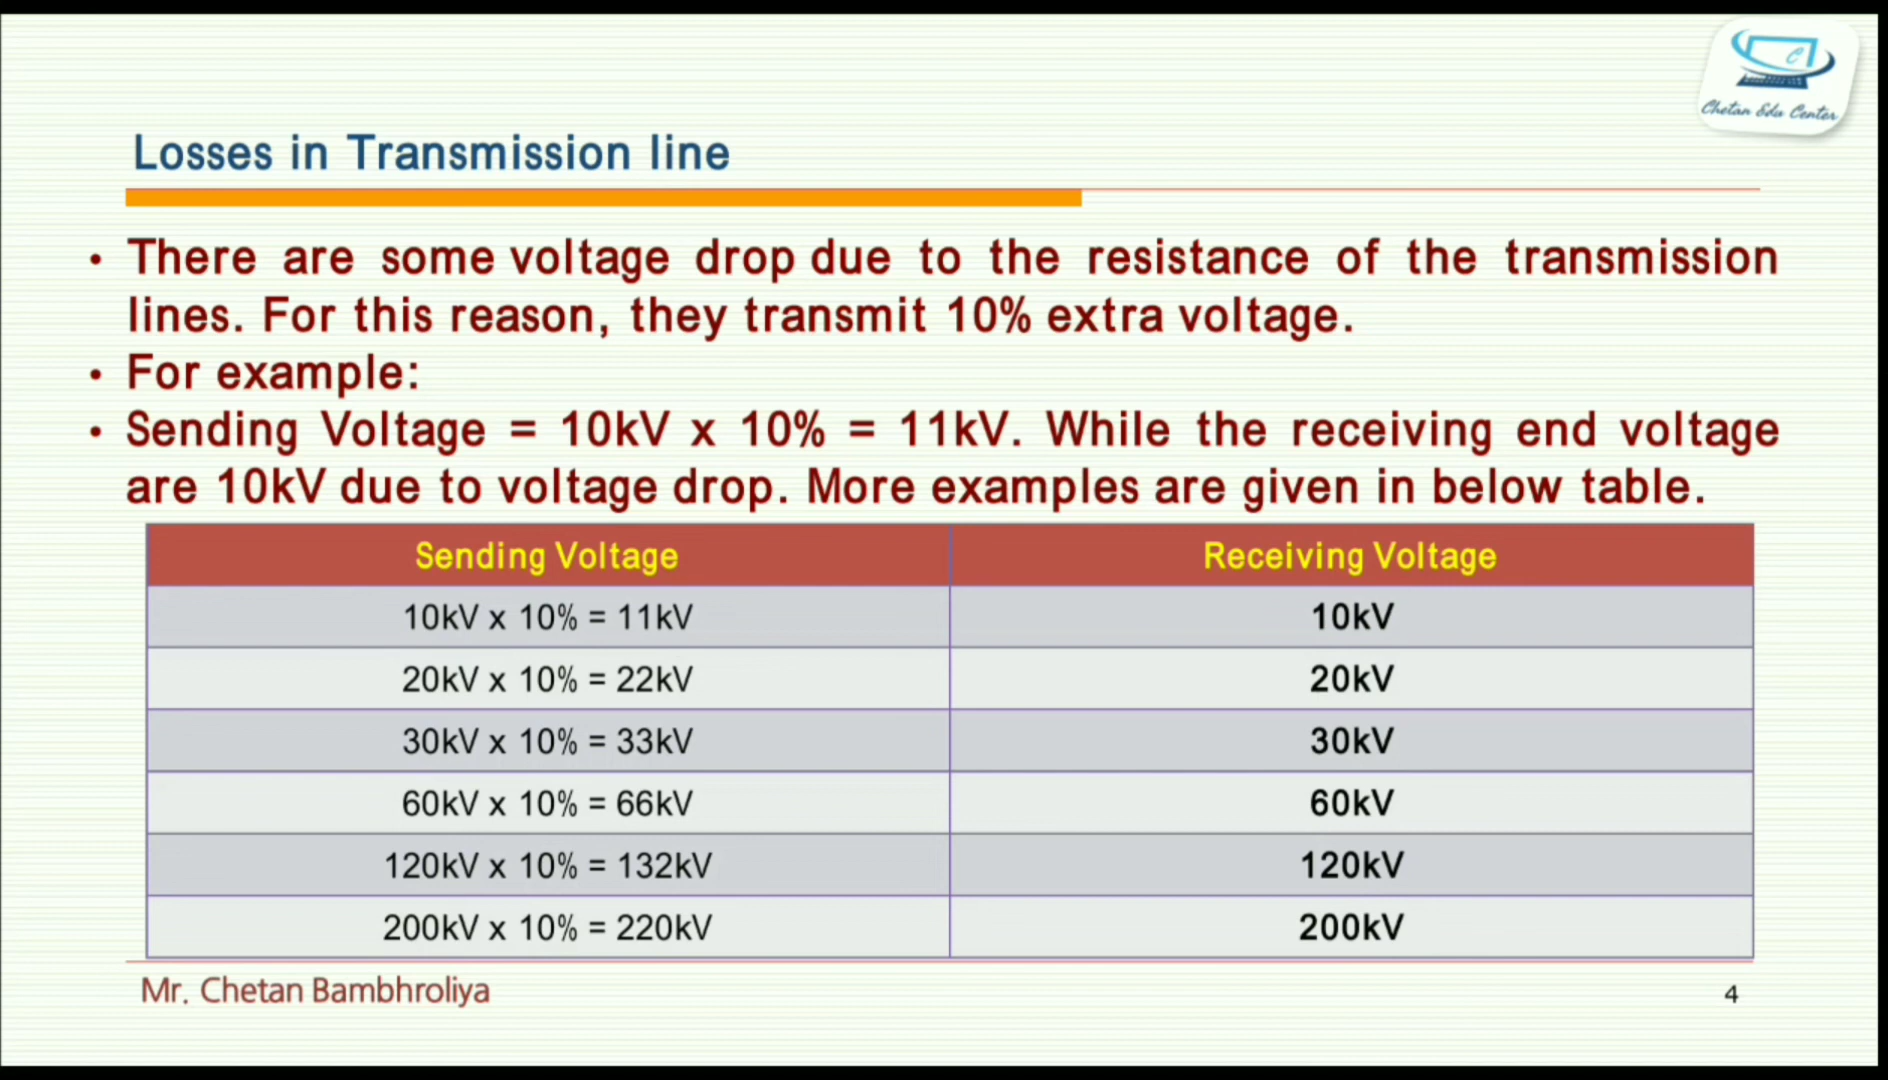 Chetan Edu Center
Losses in Transmission line
• There are some voltage drop due to the resistance of the transmission
lines. For this reason, they transmit 10% extra voltage.
• For example:
• Sending Voltage = 10kV x 10% = 11kV. While the receiving end voltage
are 10kV due to voltage drop. More examples are given in below table.
Sending Voltage Receiving Voltage
10kV x 10% = 11kV 10kV
20kV x 10% = 22kV 20kV
30kV x 10% = 33kV 30kV
60kV x 10% = 66kV 60kV
120kV x 10% = 132kV 120kV
200kV x 10% = 220kV 200kV
Mr. Chetan Bambhroliya 4